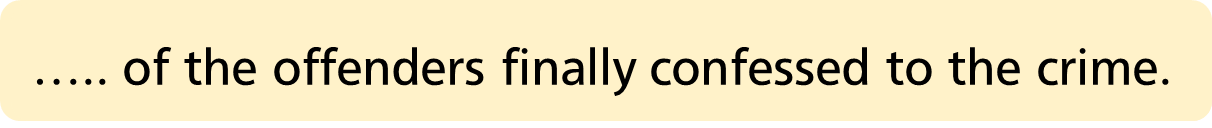 ….. of the offenders finally confessed to the crime.